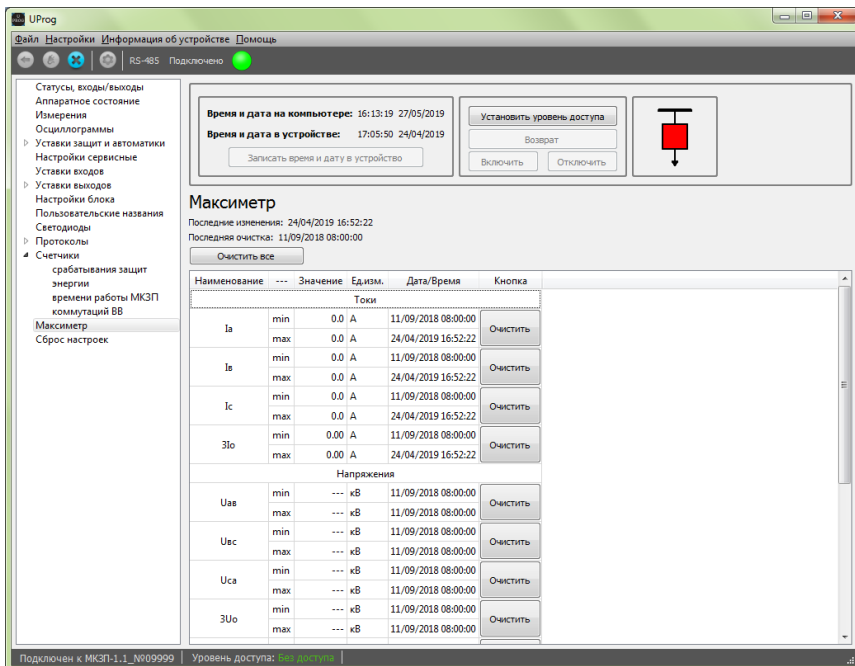 UProg
Файл Настройки Информация об устройстве Помощь
RS-485 Подключено
Статусы, входы/выходы
Аппаратное состояние
Измерения
Осциллограммы
Уставки защит и автоматики
Настройки сервисные
Уставки входов
Уставки выходов
Настройки блока
Пользовательские названия
Светодиоды
Протоколы
Счетчики
срабатывания защит
энергии
времени работы МКЗП
коммутаций ВВ
Максиметр
Сброс настроек
Время и дата на компьютере: 16:13:19 27/05/2019
Время и дата в устройстве: 17:05:50 24/04/2019
Записать время и дату в устройство
Установить уровень доступа
Возврат
Включить Отключить
Максиметр
Последние изменения: 24/04/2019 16:52:22
Последняя очистка: 11/09/2018 08:00:00
Очистить все
Наименование --- Значение Ед.изм. Дата/Время Кнопка
Токи
Iа min 0.0 А 11/09/2018 08:00:00 Очистить
max 0.0 А 24/04/2019 16:52:22
Iв min 0.0 А 11/09/2018 08:00:00 Очистить
max 0.0 А 24/04/2019 16:52:22
Iс min 0.0 А 11/09/2018 08:00:00 Очистить
max 0.0 А 24/04/2019 16:52:22
3Iо min 0.00 А 11/09/2018 08:00:00 Очистить
max 0.00 А 24/04/2019 16:52:22
Напряжения
Uав min --- кВ 11/09/2018 08:00:00 Очистить
max --- кВ 11/09/2018 08:00:00
Uвс min --- кВ 11/09/2018 08:00:00 Очистить
max --- кВ 11/09/2018 08:00:00
Uса min --- кВ 11/09/2018 08:00:00 Очистить
max --- кВ 11/09/2018 08:00:00
3Uо min --- кВ 11/09/2018 08:00:00 Очистить
max --- кВ 11/09/2018 08:00:00
Подключен к МКЗП-1.1_№09999 Уровень доступа: Без доступа